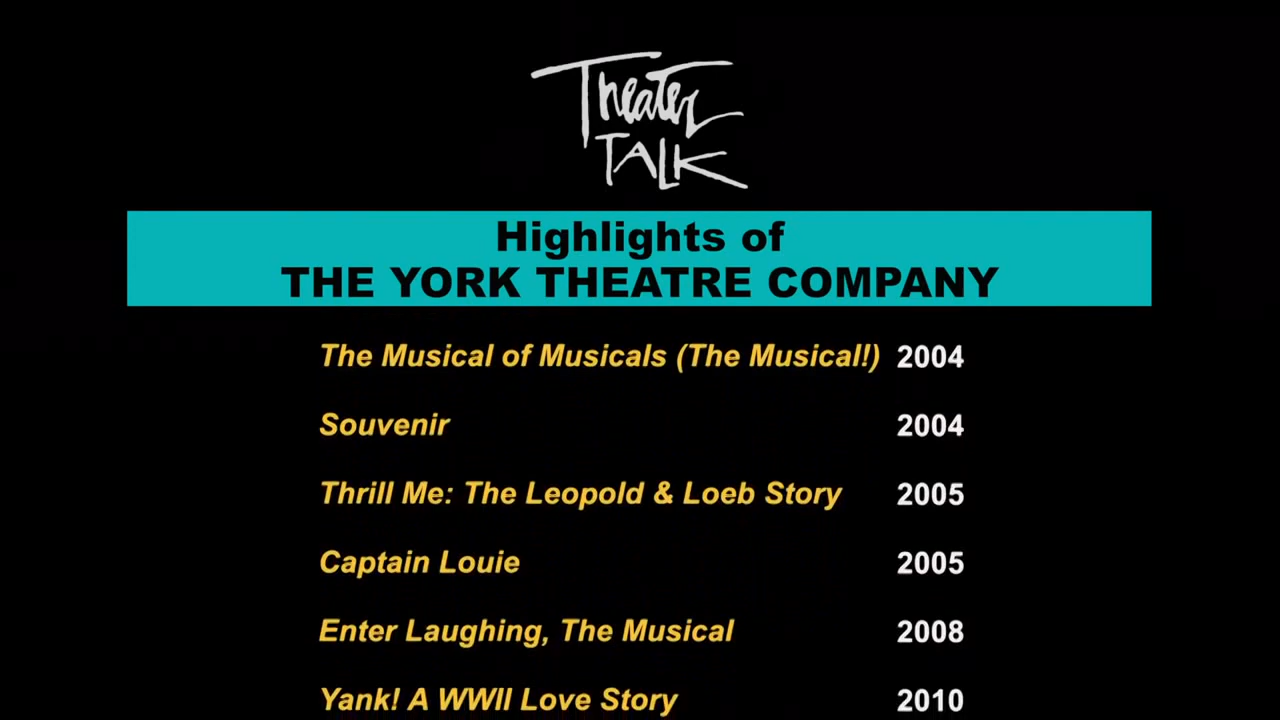 Theater
TALK
Highlights of
THE YORK THEATRE COMPANY
The Musical of Musicals (The Musical!) 2004
Souvenir 2004
Thrill Me: The Leopold & Loeb Story 2005
Captain Louie 2005
Enter Laughing, The Musical 2008
Yank! A WWII Love Story 2010